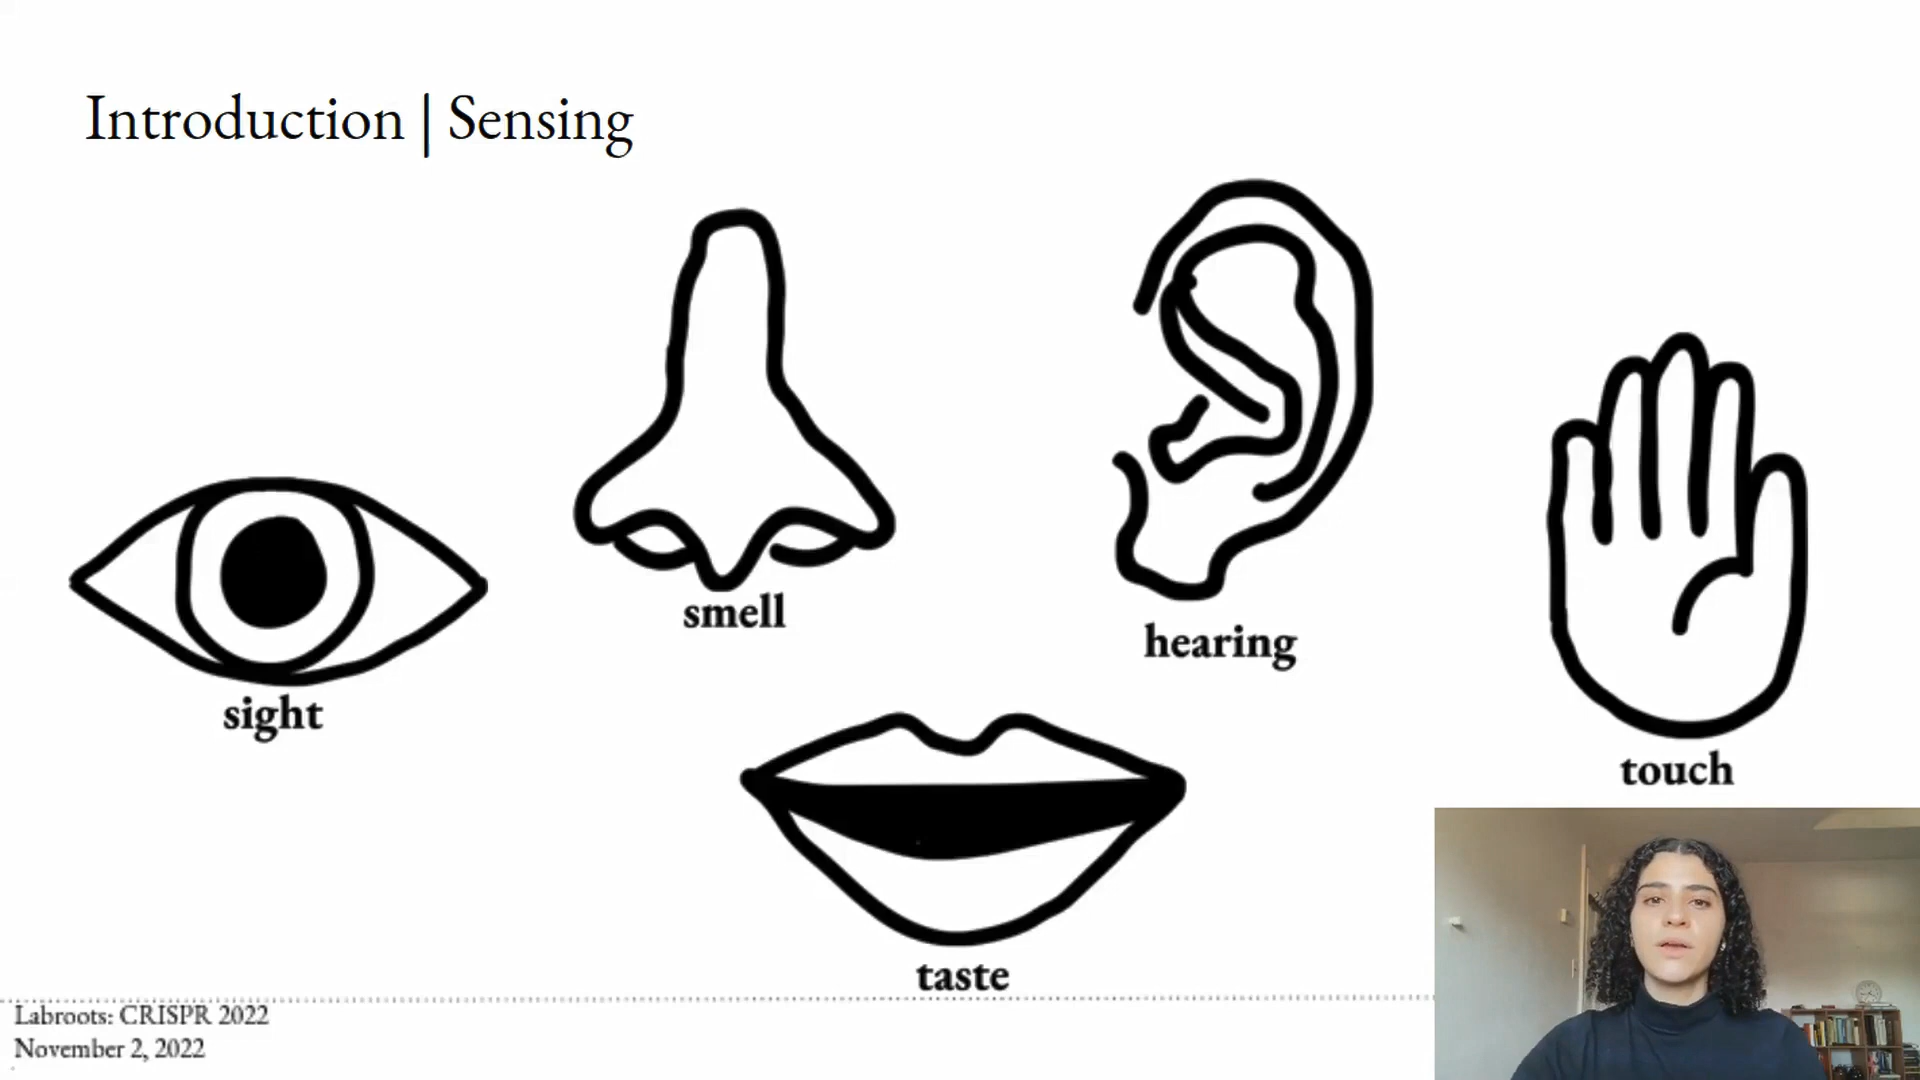 Introduction | Sensing
smell
hearing
sight
touch
taste
Labroots: CRISPR 2022
November 2, 2022